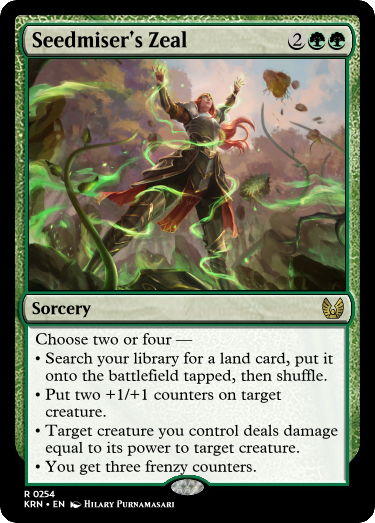 Seedmiser's Zeal 2
Sorcery
Choose two or four —
• Search your library for a land card, put it
onto the battlefield tapped, then shuffle.
• Put two +1/+1 counters on target
creature.
• Target creature you control deals damage
equal to its power to target creature.
• You get three frenzy counters.
R 0254
KRN • EN Hilary Purnamasari